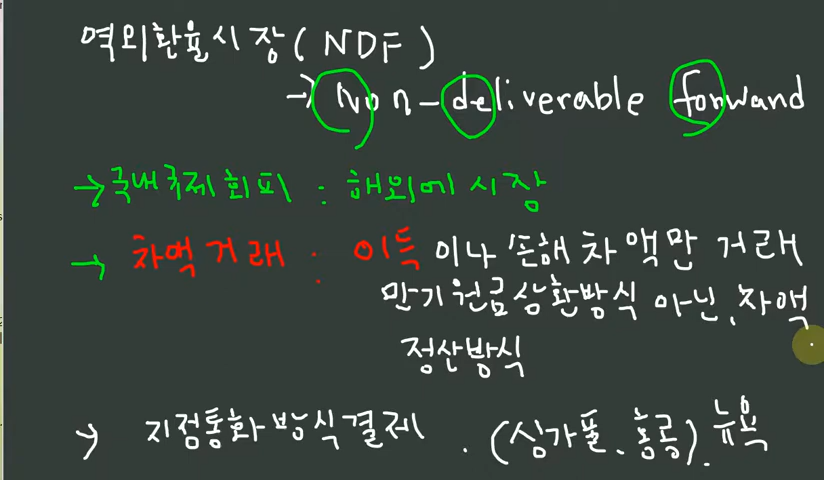 역외환율시장(NDF)
→ Non-deliverable forward
→ 국내규제회피 : 해외에 시장
→ 차액거래 : 이득이나 손해 차액만 거래
만기원금상환방식 아닌, 차액
정산방식
→ 지정통화방식결제. (싱가폴, 홍콩). 뉴욕